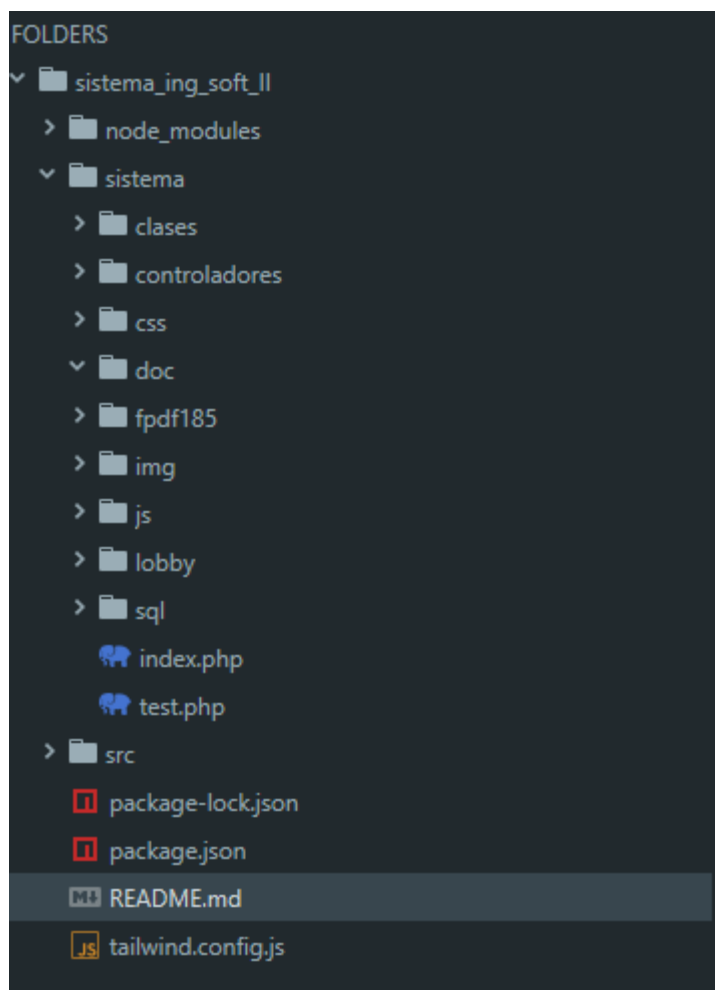 FOLDERS
sistema_ing_soft_II
node_modules
sistema
clases
controladores
css
doc
fpdf185
img
js
lobby
sql
index.php
test.php
src
package-lock.json
package.json
M↓ README.md
JS tailwind.config.js